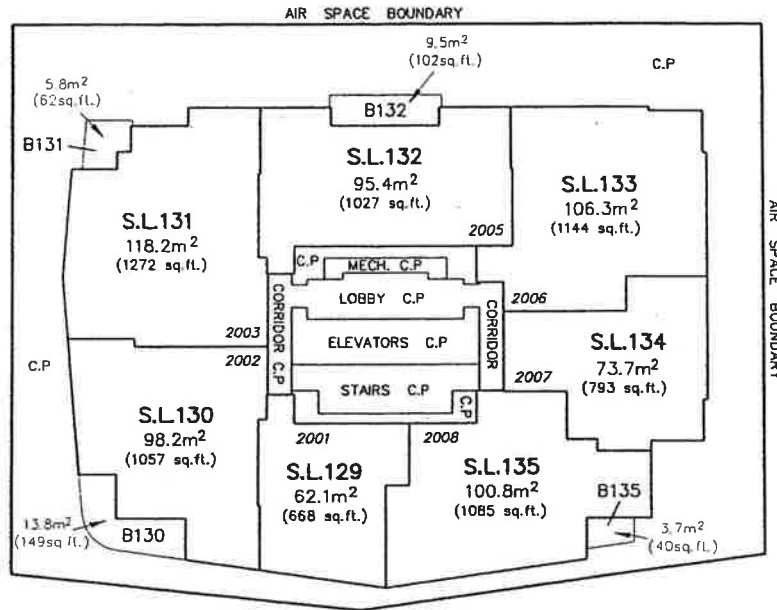 AIR SPACE BOUNDARY
9.5m²
(102sq.ft.)
C.P
5.8m²
(62sq.ft.)
B132
B131
S.L.132
95.4m²
(1027 sq.ft.)
S.L.133
106.3m²
(1144 sq.ft.)
S.L.131
118.2m²
(1272 sq.ft.)
AIR SPACE BOUNDARY
2005
C.P
MECH. C.P
LOBBY C.P
2006
CORRIDOR C.P
CORRIDOR
ELEVATORS C.P
2003
2002
S.L.134
73.7m²
(793 sq.ft.)
C.P
2007
STAIRS C.P
C.P
S.L.130
98.2m²
(1057 sq.ft.)
2001
2008
S.L.129
62.1m²
(668 sq.ft.)
S.L.135
100.8m²
(1085 sq.ft.)
B135
13.8m²
(149sq.ft.)
B130
3.7m²
(40sq.ft.)